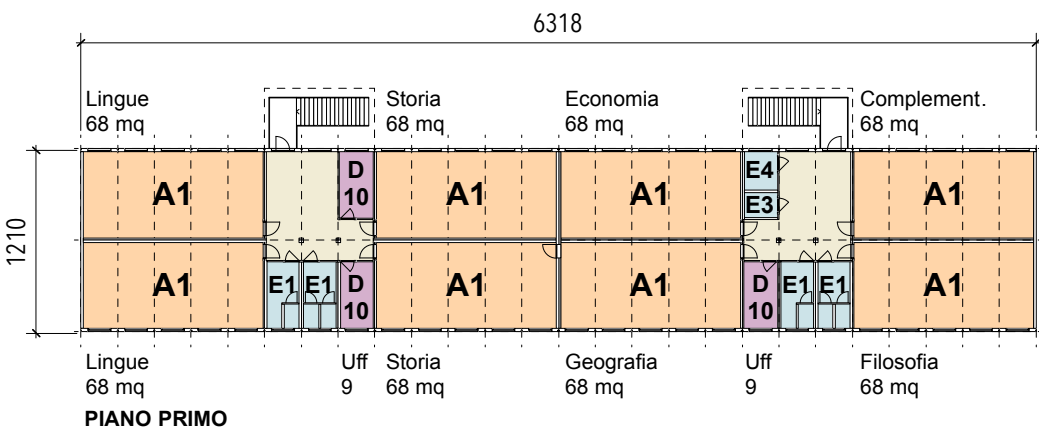 6318
Lingue
68 mq
Storia
68 mq
Economia
68 mq
Complement.
68 mq
1210
A1
D
10
A1
A1
E4
E3
A1
A1
E1
E1
D
10
A1
A1
D
10
E1
E1
A1
Lingue
68 mq
Uff
9
Storia
68 mq
Geografia
68 mq
Uff
9
Filosofia
68 mq
PIANO PRIMO